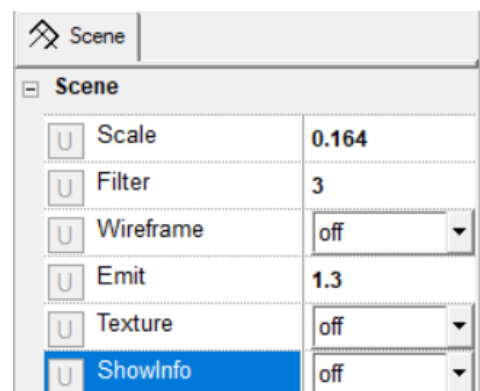 Scene
Scene
U Scale 0.164
U Filter 3
U Wireframe off
U Emit 1.3
U Texture off
U ShowInfo off